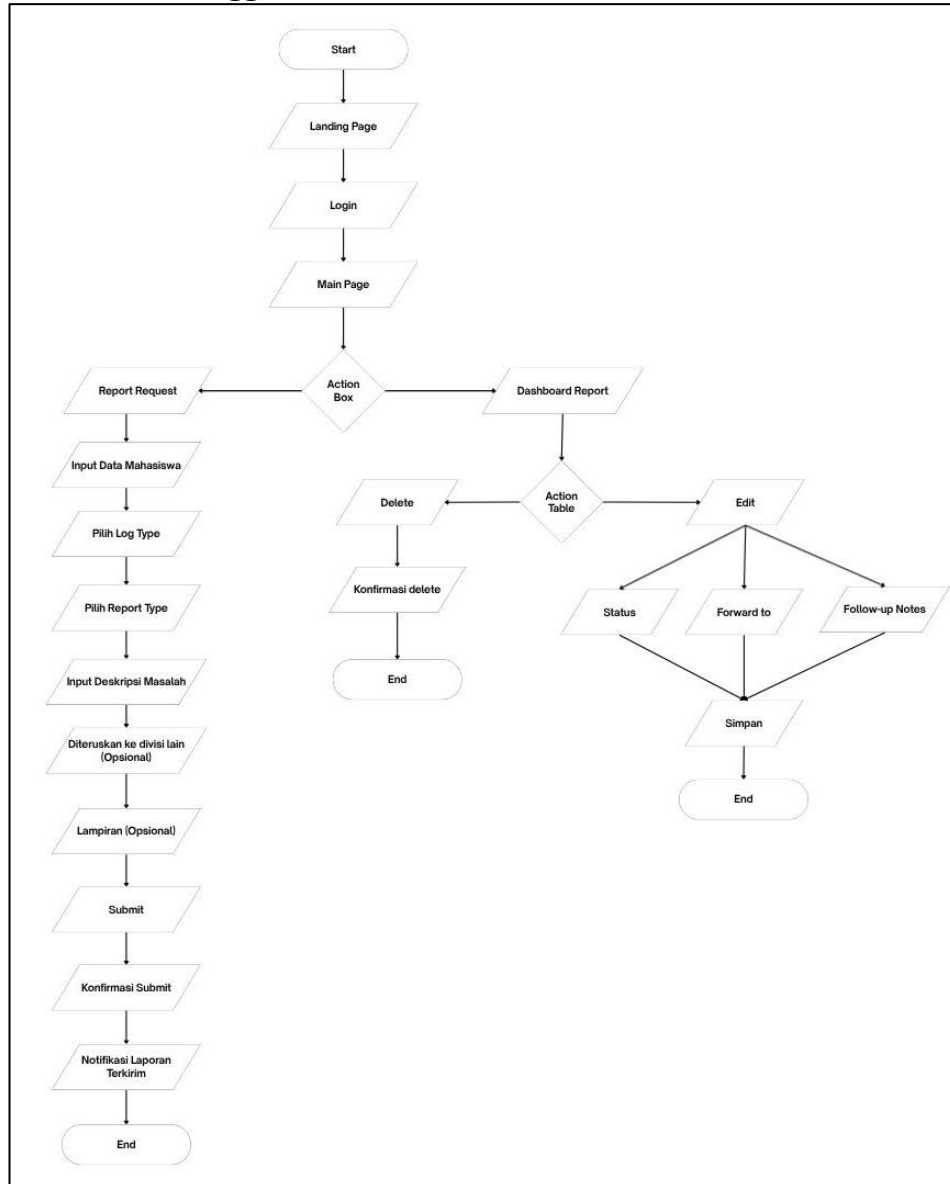 Start
Landing Page
Login
Main Page
Action
Box
Report Request
Dashboard Report
Input Data Mahasiswa
Pilih Log Type
Pilih Report Type
Input Deskripsi Masalah
Diteruskan ke divisi lain
(Opsional)
Lampiran (Opsional)
Submit
Konfirmasi Submit
Notifikasi Laporan
Terkirim
End
Action
Table
Delete
Konfirmasi delete
End
Edit
Status
Forward to
Follow-up Notes
Simpan
End